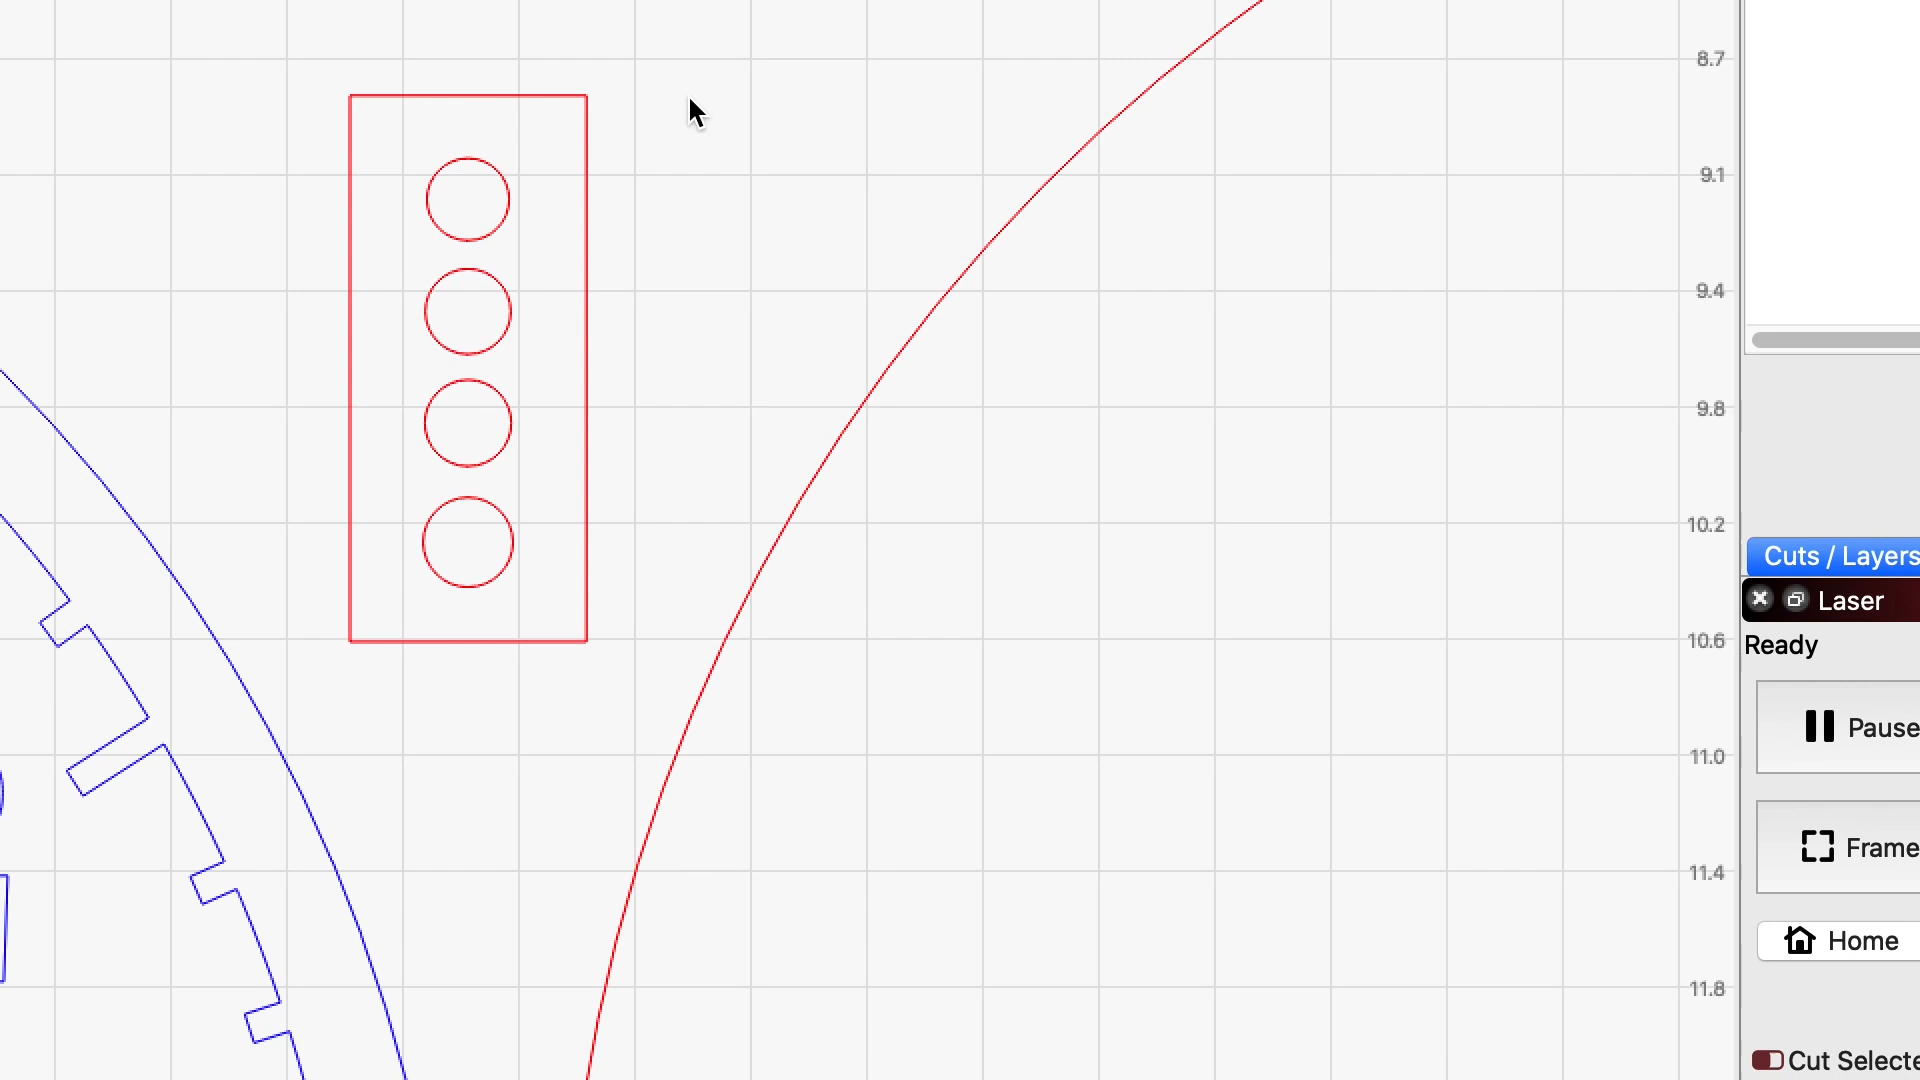 8.7
9.1
9.4
9.8
10.2
Cuts / Layers
Laser
10.6
Ready
Pause
11.0
Frame
11.4
Home
11.8
Cut Selecte